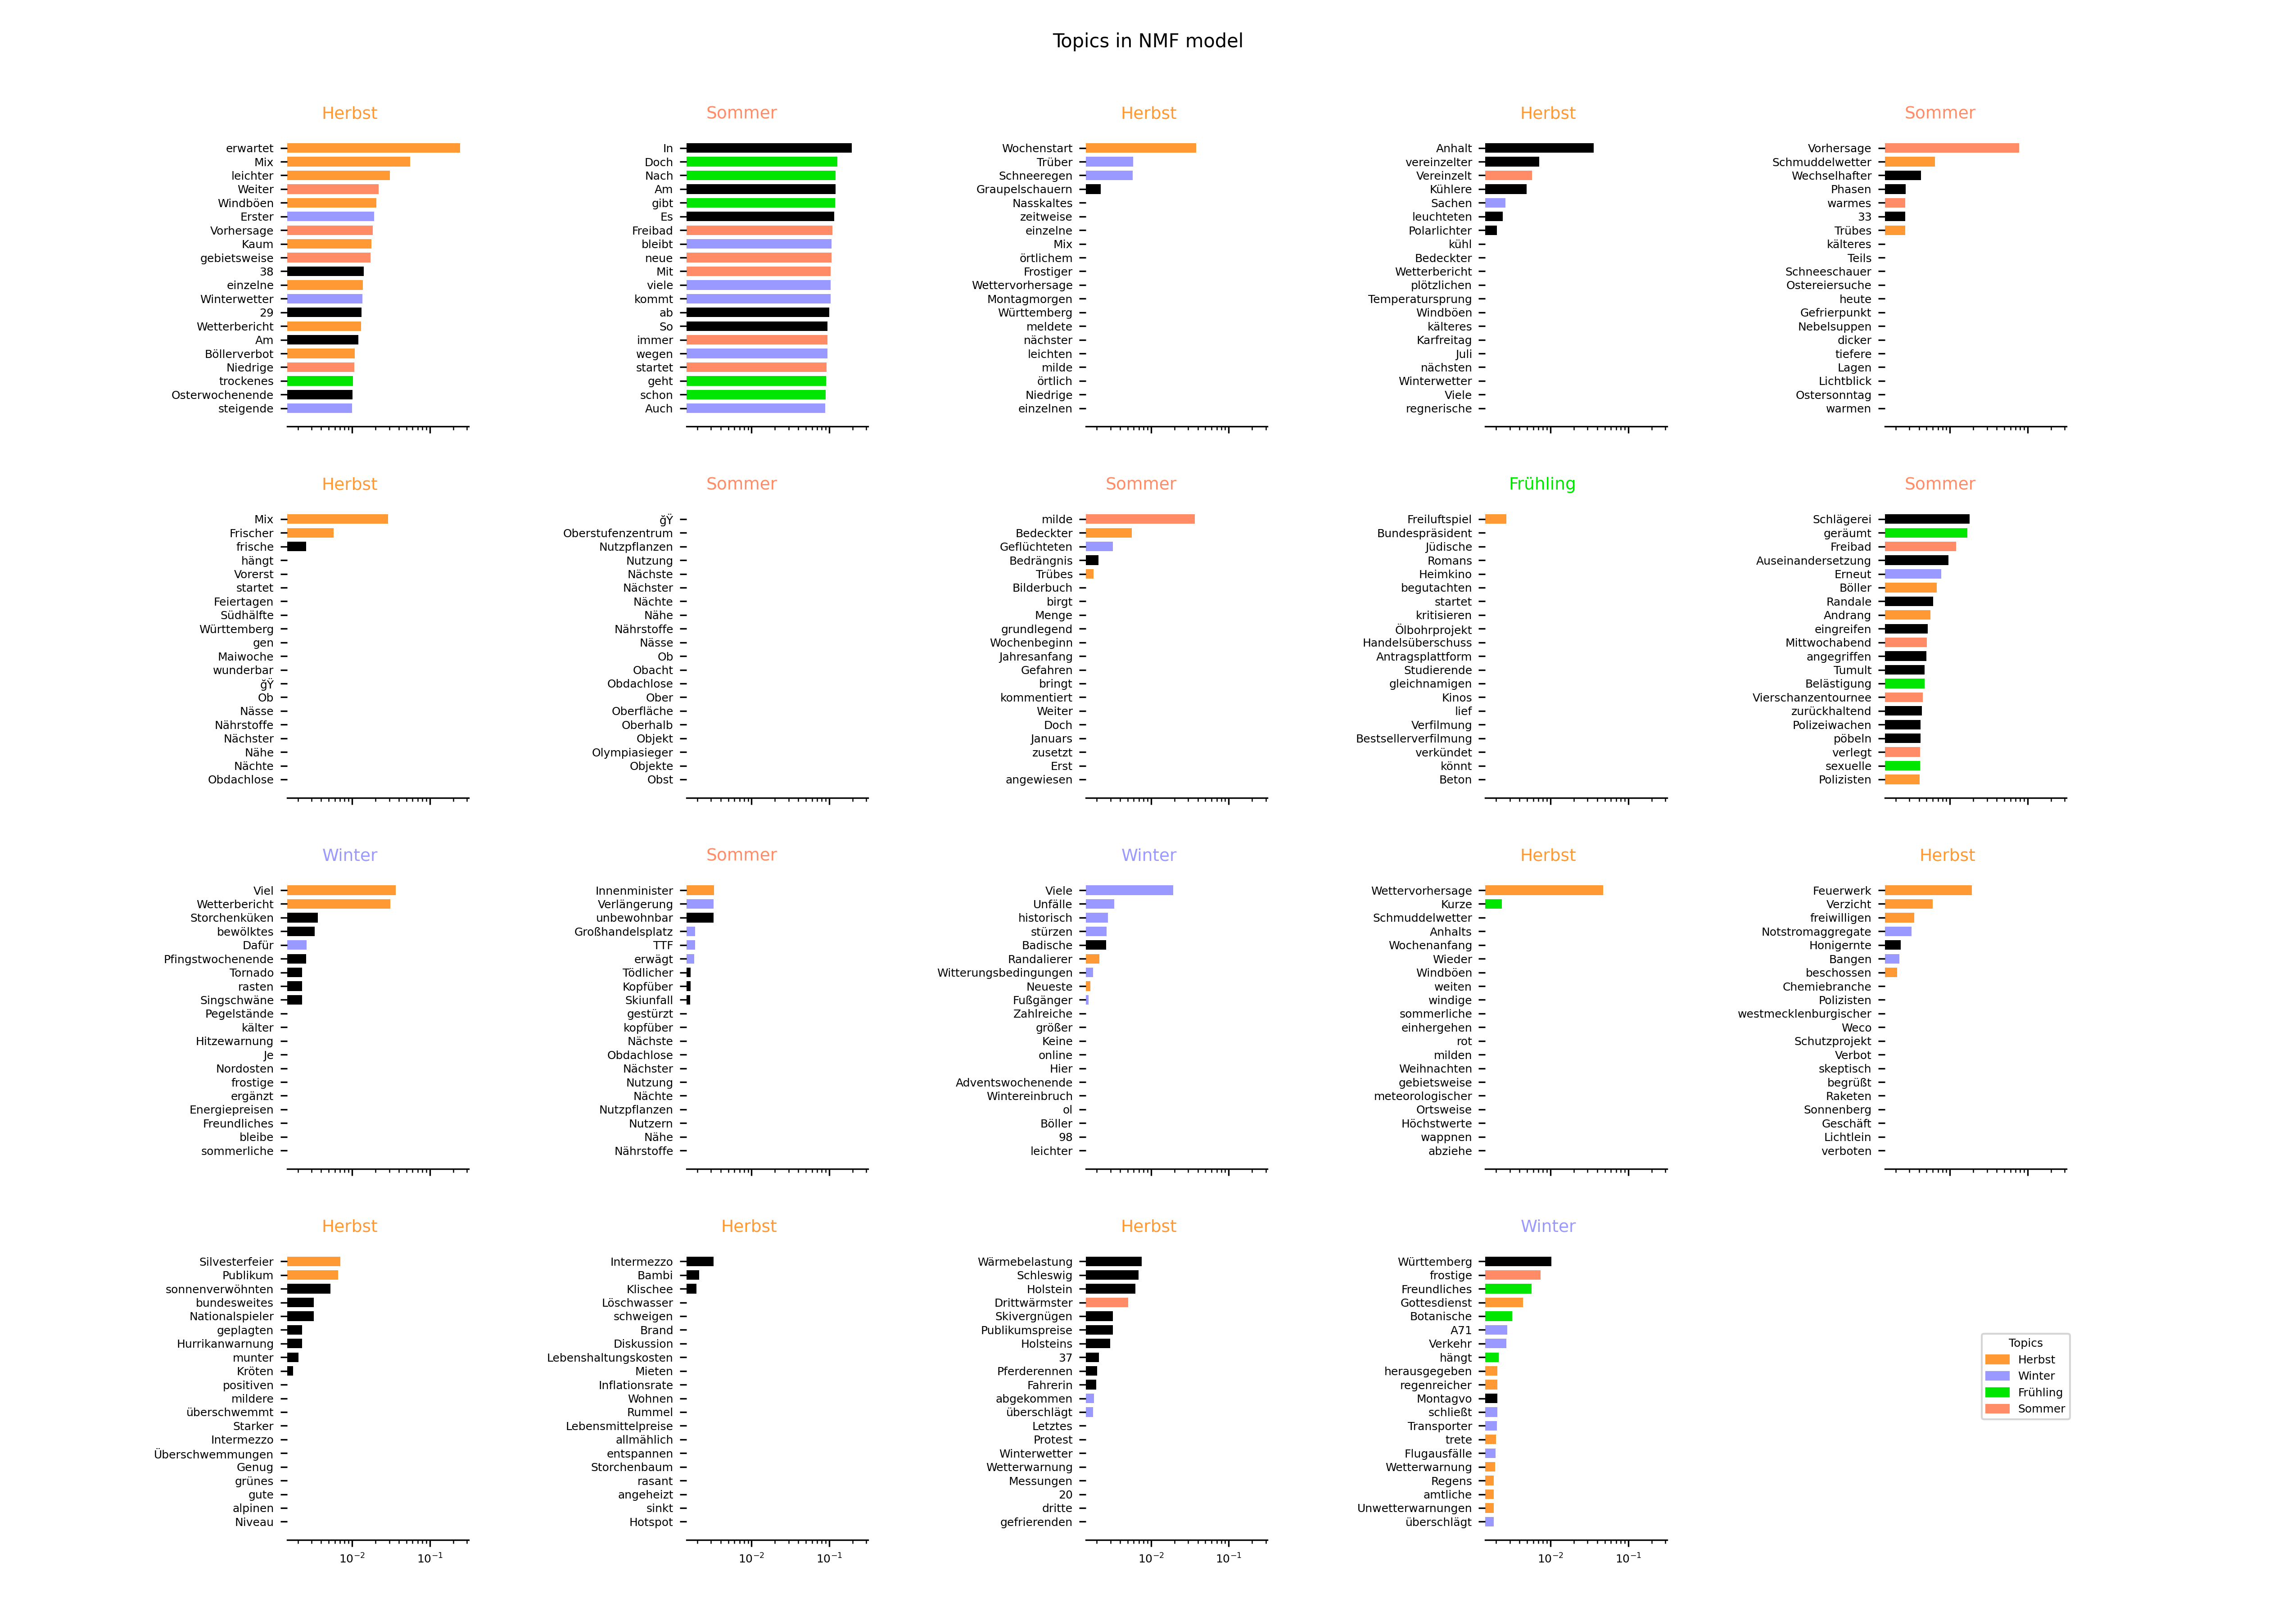 Topics in NMF model
Herbst
erwartet
Mix
leichter
Weiter
Windböen
Erster
Vorhersage
Kaum
gebietsweise
38
einzelne
Winterwetter
29
Wetterbericht
Am
Böllerverbot
Niedrige
trockenes
Osterwochenende
steigende
Sommer
In
Doch
Nach
Am
gibt
Es
Freibad
bleibt
neue
Mit
viele
kommt
ab
So
immer
wegen
startet
geht
schon
Auch
Herbst
Wochenstart
Trüber
Schneeregen
Graupelschauern
Nasskaltes
zeitweise
einzelne
Mix
örtlichem
Frostiger
Wettervorhersage
Montagmorgen
Württemberg
meldete
nächster
leichten
milde
örtlich
Niedrige
einzelnen
Herbst
Anhalt
vereinzelter
Vereinzelt
Kühlere
Sachen
leuchteten
Polarlichter
kühl
Bedeckter
Wetterbericht
plötzlichen
Temperatursprung
Windböen
kälteres
Karfreitag
Juli
nächsten
Winterwetter
Viele
regnerische
Sommer
Vorhersage
Schmuddelwetter
Wechselhafter
Phasen
warmes
33
Trübes
kälteres
Teils
Schneeschauer
Ostereiersuche
heute
Gefrierpunkt
Nebelsuppen
dicker
tiefere
Lagen
Lichtblick
Ostersonntag
warmen
Herbst
Mix
Frischer
frische
hängt
Vorerst
startet
Feiertagen
Südhälfte
Württemberg
gen
Maiwoche
wunderbar
ğŸ
Ob
Nässe
Nährstoffe
Nächster
Nähe
Nächte
Obdachlose
Sommer
ğŸ
Oberstufenzentrum
Nutzpflanzen
Nutzung
Nächste
Nächster
Nächte
Nähe
Nährstoffe
Nässe
Ob
Obacht
Obdachlose
Ober
Oberfläche
Oberhalb
Objekt
Olympiasieger
Objekte
Obst
Sommer
milde
Bedeckter
Geflüchteten
Bedrängnis
Trübes
Bilderbuch
birgt
Menge
grundlegend
Wochenbeginn
Jahresanfang
Gefahren
bringt
kommentiert
Weiter
Doch
Januars
zusetzt
Erst
angewiesen
Frühling
Freiluftspiel
Bundespräsident
Jüdische
Romans
Heimkino
begutachten
startet
kritisieren
Ölbohrprojekt
Handelsüberschuss
Antragsplattform
Studierende
gleichnamigen
Kinos
lief
Verfilmung
Bestsellerverfilmung
verkündet
könnt
Beton
Sommer
Schlägerei
geräumt
Freibad
Auseinandersetzung
Erneut
Böller
Randale
Andrang
eingreifen
Mittwochabend
angegriffen
Tumult
Belästigung
Vierschanzentournee
zurückhaltend
Polizeiwachen
pöbeln
verlegt
sexuelle
Polizisten
Winter
Viel
Wetterbericht
Storchenküken
bewölktes
Dafür
Pfingstwochenende
Tornado
rasten
Singschwäne
Pegelstände
kälter
Hitzewarnung
Je
Nordosten
frostige
ergänzt
Energiepreisen
Freundliches
bleibe
sommerliche
Sommer
Innenminister
Verlängerung
unbewohnbar
Großhandelsplatz
TTF
erwägt
Tödlicher
Kopfüber
Skiunfall
gestürzt
kopfüber
Nächste
Obdachlose
Nächster
Nutzung
Nächte
Nutzpflanzen
Nutzern
Nähe
Nährstoffe
Winter
Viele
Unfälle
historisch
stürzen
Badische
Randalierer
Witterungsbedingungen
Neueste
Fußgänger
Zahlreiche
größer
Keine
online
Hier
Adventswochenende
Wintereinbruch
ol
Böller
98
leichter
Herbst
Wettervorhersage
Kurze
Schmuddelwetter
Anhalts
Wochenanfang
Wieder
Windböen
weiten
windige
sommerliche
einhergehen
rot
milden
Weihnachten
gebietsweise
meteorologischer
Ortsweise
Höchstwerte
wappnen
abziehe
Herbst
Feuerwerk
Verzicht
freiwilligen
Notstromaggregate
Honigernte
Bangen
beschossen
Chemiebranche
Polizisten
westmecklenburgischer
Weco
Schutzprojekt
Verbot
skeptisch
begrüßt
Raketen
Sonnenberg
Geschäft
Lichtlein
verboten
Herbst
Silvesterfeier
Publikum
sonnenverwöhnten
bundesweites
Nationalspieler
geplagten
Hurrikanwarnung
munter
Kröten
positiven
mildere
überschwemmt
Starker
Intermezzo
Überschwemmungen
Genug
grünes
gute
alpinen
Niveau
10⁻² 10⁻¹
Herbst
Intermezzo
Bambi
Klischee
Löschwasser
schweigen
Brand
Diskussion
Lebenshaltungskosten
Mieten
Inflationsrate
Wohnen
Rummel
Lebensmittelpreise
allmählich
entspannen
Storchenbaum
rasant
angeheizt
sinkt
Hotspot
10⁻² 10⁻¹
Herbst
Wärmebelastung
Schleswig
Holstein
Drittwärmster
Skivergnügen
Publikumspreise
Holsteins
37
Pferderennen
Fahrerin
abgekommen
überschlägt
Letztes
Protest
Winterwetter
Wetterwarnung
Messungen
20
dritte
gefrierenden
10⁻² 10⁻¹
Winter
Württemberg
frostige
Freundliches
Gottesdienst
Botanische
A71
Verkehr
hängt
herausgegeben
regenreicher
Montagvo
schließt
Transporter
trete
Flugausfälle
Wetterwarnung
Regens
amtliche
Unwetterwarnungen
überschlägt
10⁻² 10⁻¹
Topics
Herbst
Winter
Frühling
Sommer